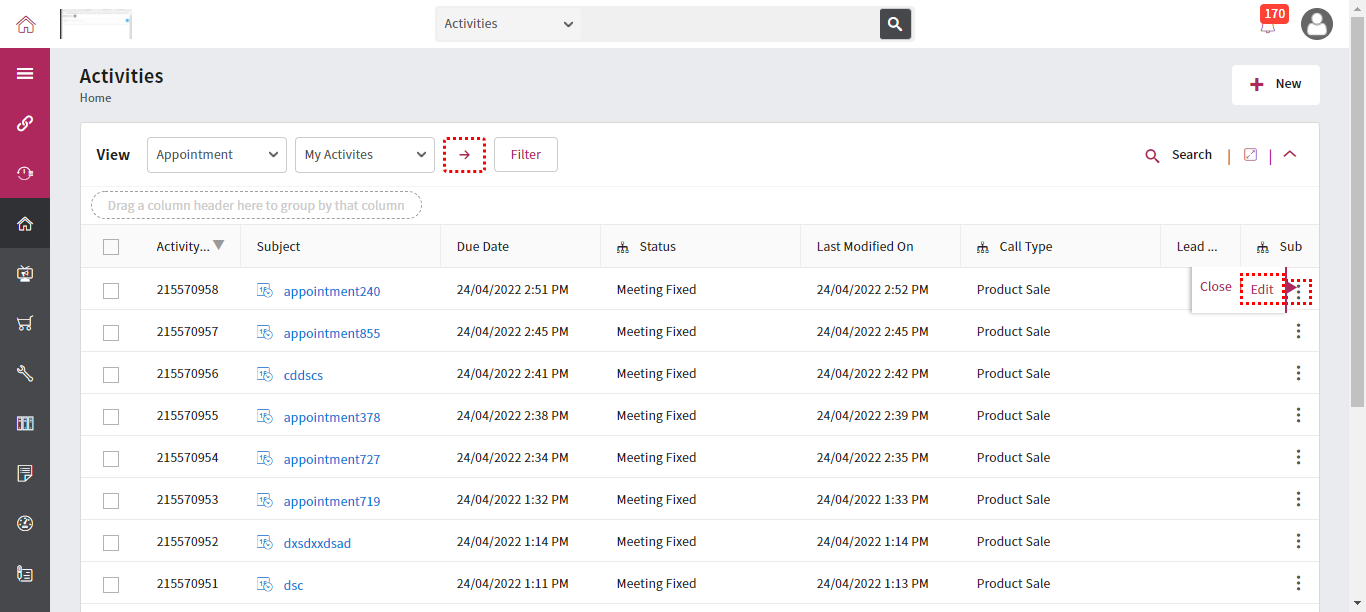 Activities
170
Activities
Home
New
View
Appointment
My Activites
Filter
Search
Drag a column header here to group by that column
Activity... Subject Due Date Status Last Modified On Call Type Lead ... Sub
215570958 appointment240 24/04/2022 2:51 PM Meeting Fixed 24/04/2022 2:52 PM Product Sale
Close Edit
215570957 appointment855 24/04/2022 2:45 PM Meeting Fixed 24/04/2022 2:45 PM Product Sale
215570956 cddscs 24/04/2022 2:41 PM Meeting Fixed 24/04/2022 2:42 PM Product Sale
215570955 appointment378 24/04/2022 2:38 PM Meeting Fixed 24/04/2022 2:39 PM Product Sale
215570954 appointment727 24/04/2022 2:34 PM Meeting Fixed 24/04/2022 2:35 PM Product Sale
215570953 appointment719 24/04/2022 1:32 PM Meeting Fixed 24/04/2022 1:33 PM Product Sale
215570952 dxsdxxdsad 24/04/2022 1:14 PM Meeting Fixed 24/04/2022 1:14 PM Product Sale
215570951 dsc 24/04/2022 1:11 PM Meeting Fixed 24/04/2022 1:13 PM Product Sale